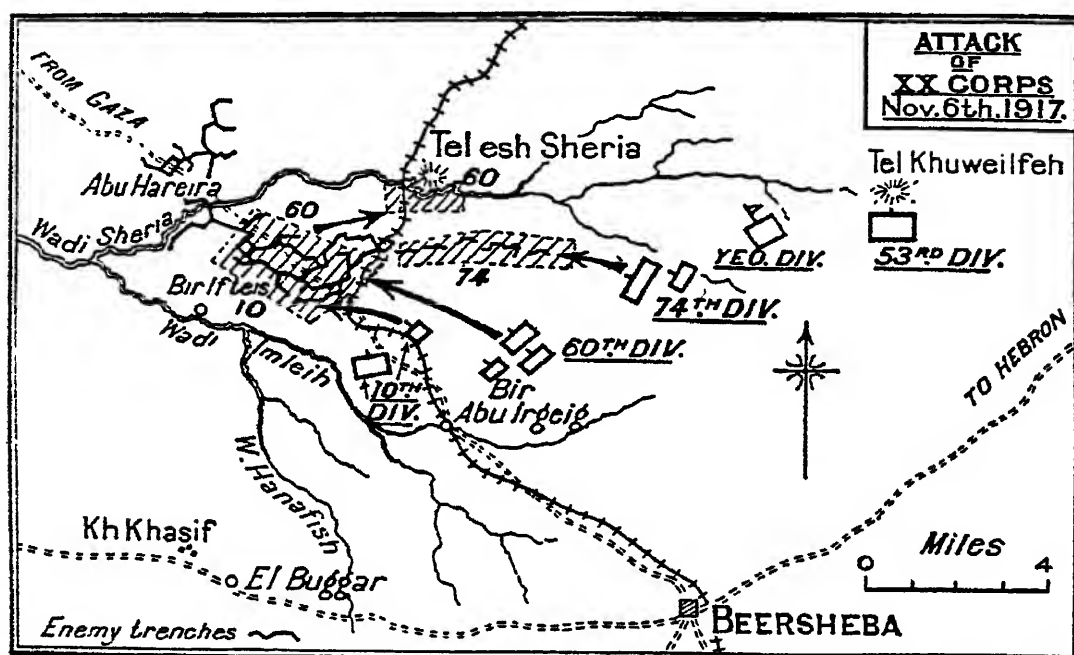 ATTACK
OF
XX CORPS
Nov. 6th. 1917.
FROM GAZA
Tel esh Sheria
60
Tel Khuweilfeh
Abu Hareira
60
Wadi Sheria
YEO. DIV.
53RD DIV.
74
74TH DIV.
Bir Ifteis
10
60TH DIV.
Wadi Imleih
10TH
DIV.
Bir
Abu Irgeig
TO HEBRON
W. Hanafish
Kh Khasif
El Buggar
Miles
0 4
BEERSHEBA
Enemy trenches